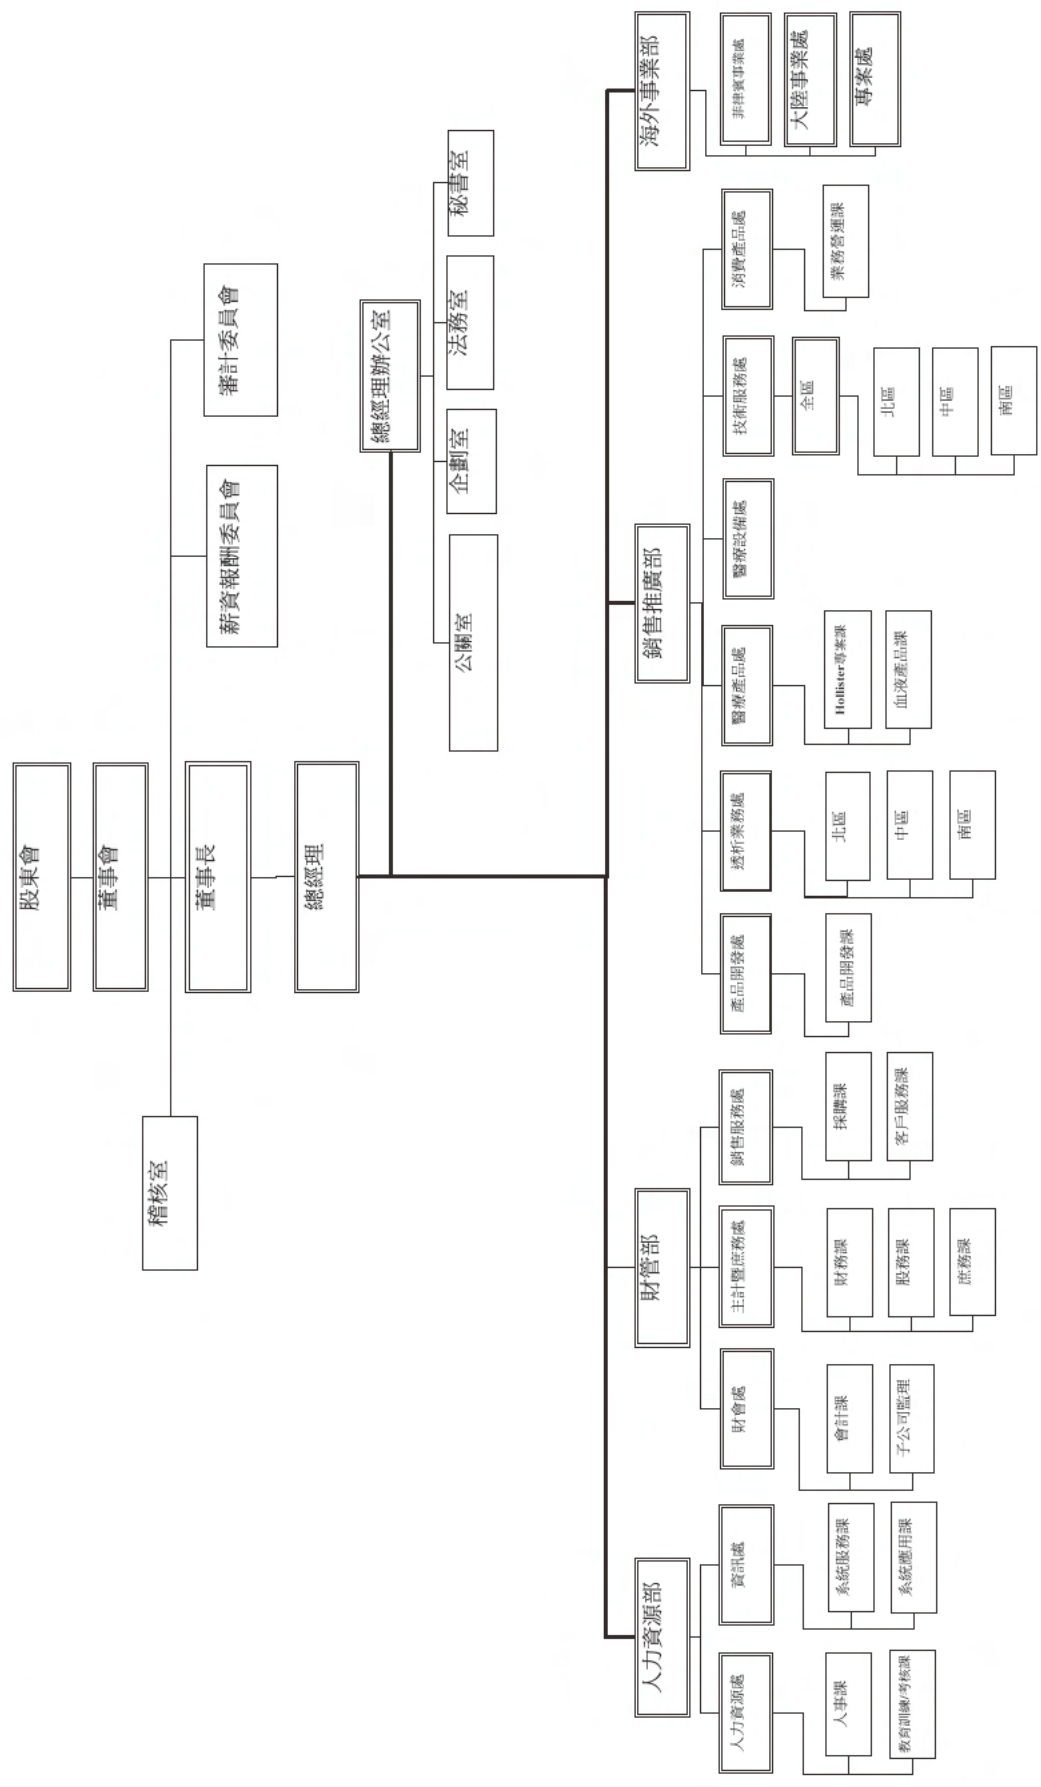 股東會
董事會
稽核室
薪資報酬委員會
審計委員會
董事長
總經理
總經理辦公室
公關室
企劃室
法務室
秘書室
人力資源部
財管部
銷售推廣部
海外事業部
人力資源處
資訊處
財會處
主計暨庶務處
銷售服務處
產品開發處
透析業務處
醫療產品處
醫療設備處
技術服務處
消費產品處
菲律賓事業處
大陸事業處
專案處
人事課
教育訓練/考核課
系統服務課
系統應用課
會計課
子公司監理
財務課
股務課
庶務課
採購課
客戶服務課
產品開發課
北區
中區
南區
Hollister專案課
血液產品課
全區
北區
中區
南區
業務營運課